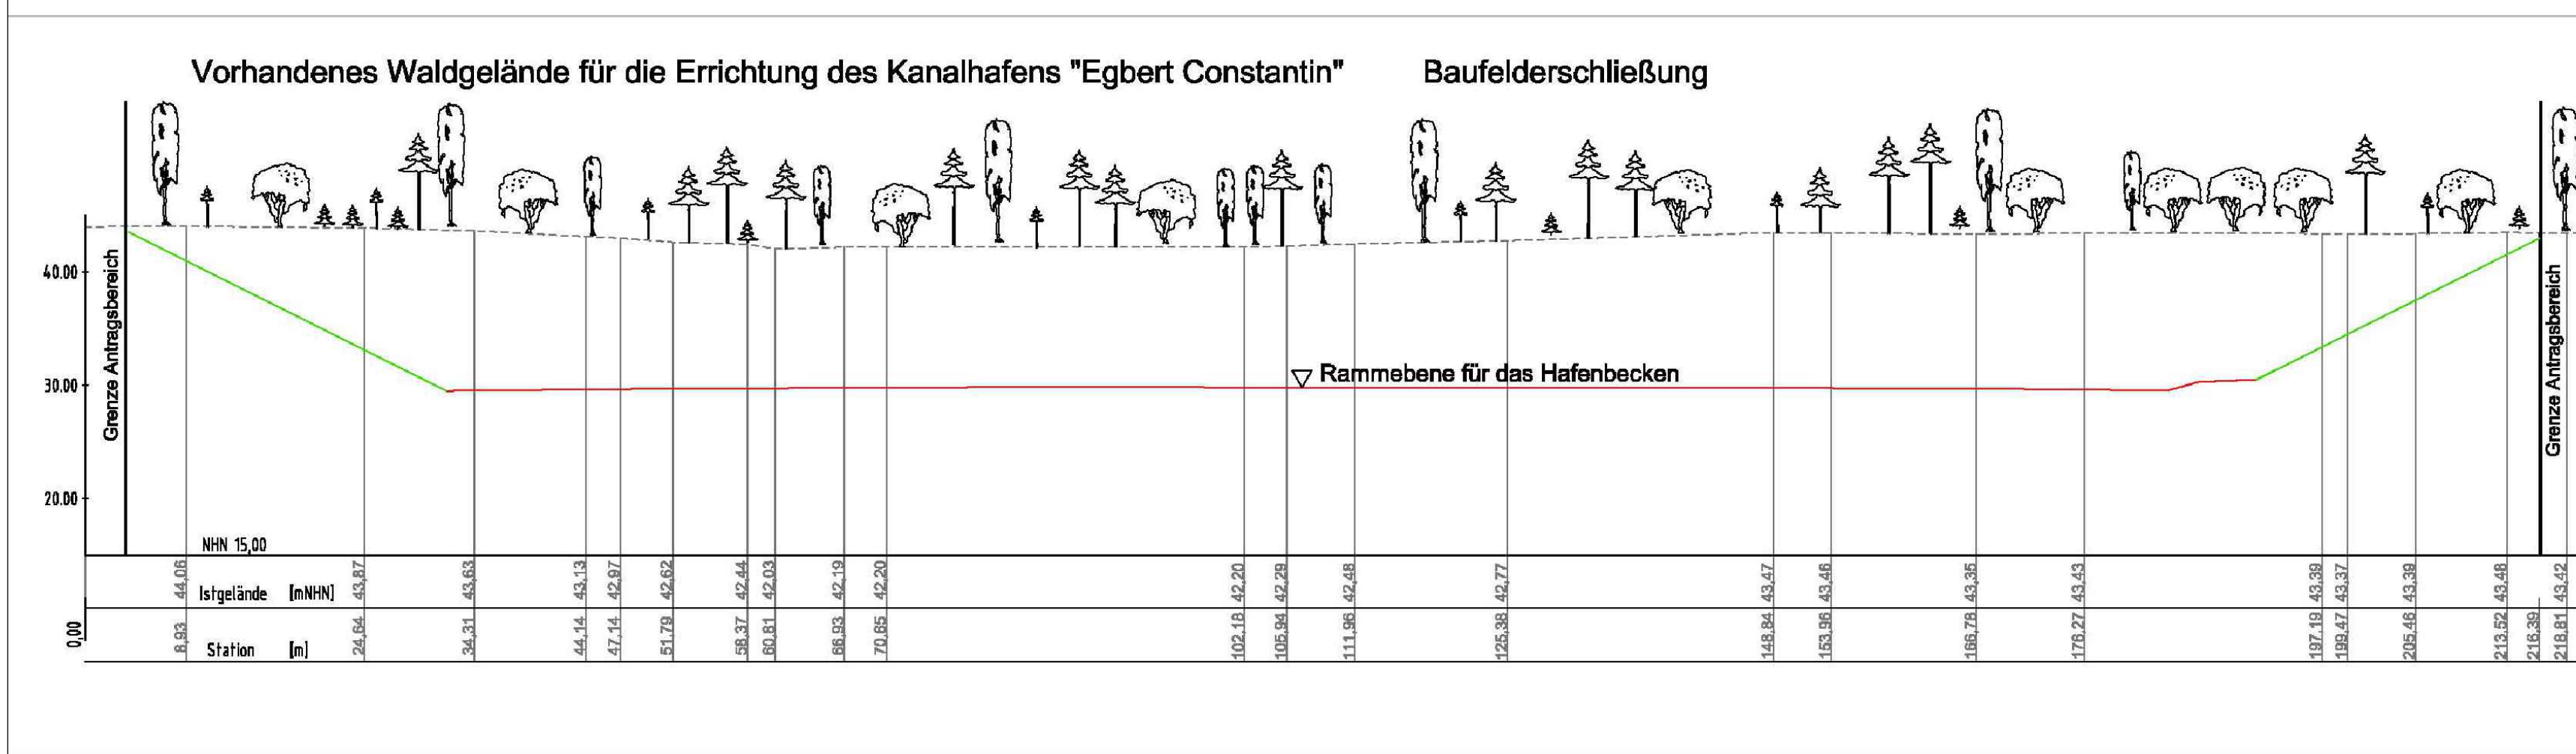 Vorhandenes Waldgelände für die Errichtung des Kanalhafens "Egbert Constantin" Baufelderschließung
Grenze Antragsbereich
40.00
30.00
20.00
Rammebene für das Hafenbecken
Grenze Antragsbereich
NHN 15,00
Istgelände [mNHN]
44,06 43,87 43,63 43,13 42,97 42,62 42,44 42,03 42,19 42,20 42,20 42,29 42,48 42,77 43,47 43,46 43,35 43,43 43,39 43,37 43,39 43,48 43,42
0,00
Station [m]
8,93 24,64 34,31 44,14 47,14 51,79 58,37 60,81 66,93 70,65 102,18 105,94 111,96 125,38 148,84 153,96 166,78 176,27 197,19 199,47 205,46 213,52 216,39 218,81